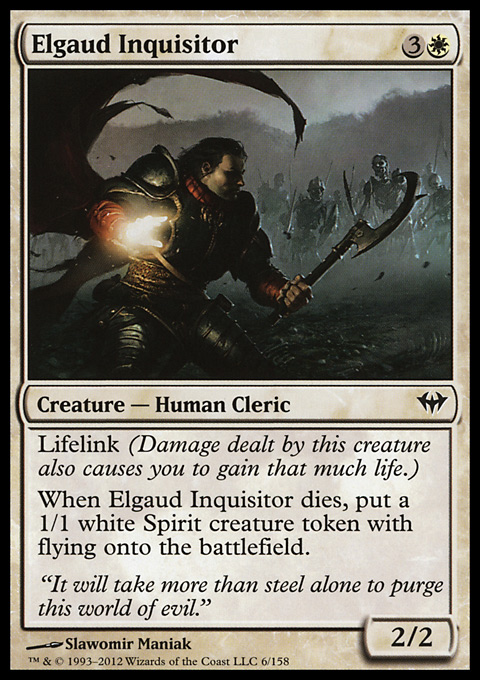 Elgaud Inquisitor 3
Creature — Human Cleric
Lifelink (Damage dealt by this creature
also causes you to gain that much life.)
When Elgaud Inquisitor dies, put a
1/1 white Spirit creature token with
flying onto the battlefield.
“It will take more than steel alone to purge
this world of evil.”
2/2
Slawomir Maniak
™ & © 1993–2012 Wizards of the Coast LLC 6/158